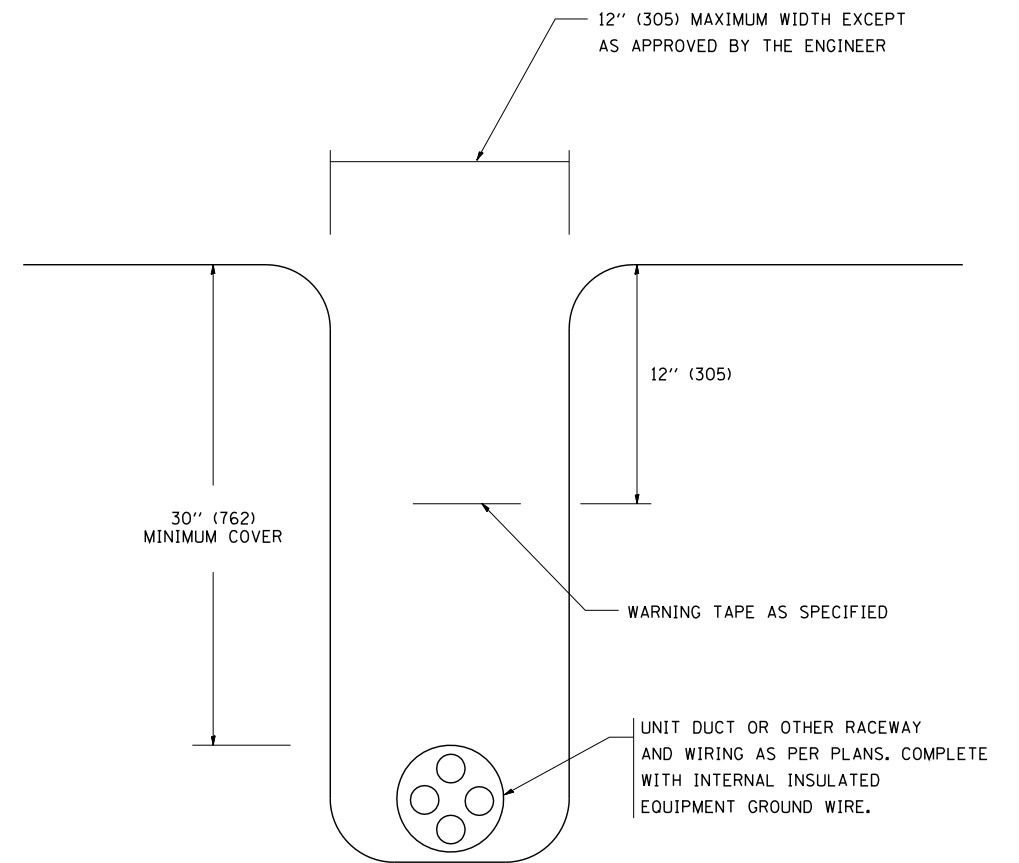 12'' (305) MAXIMUM WIDTH EXCEPT
AS APPROVED BY THE ENGINEER
12'' (305)
30'' (762)
MINIMUM COVER
WARNING TAPE AS SPECIFIED
UNIT DUCT OR OTHER RACEWAY
AND WIRING AS PER PLANS. COMPLETE
WITH INTERNAL INSULATED
EQUIPMENT GROUND WIRE.